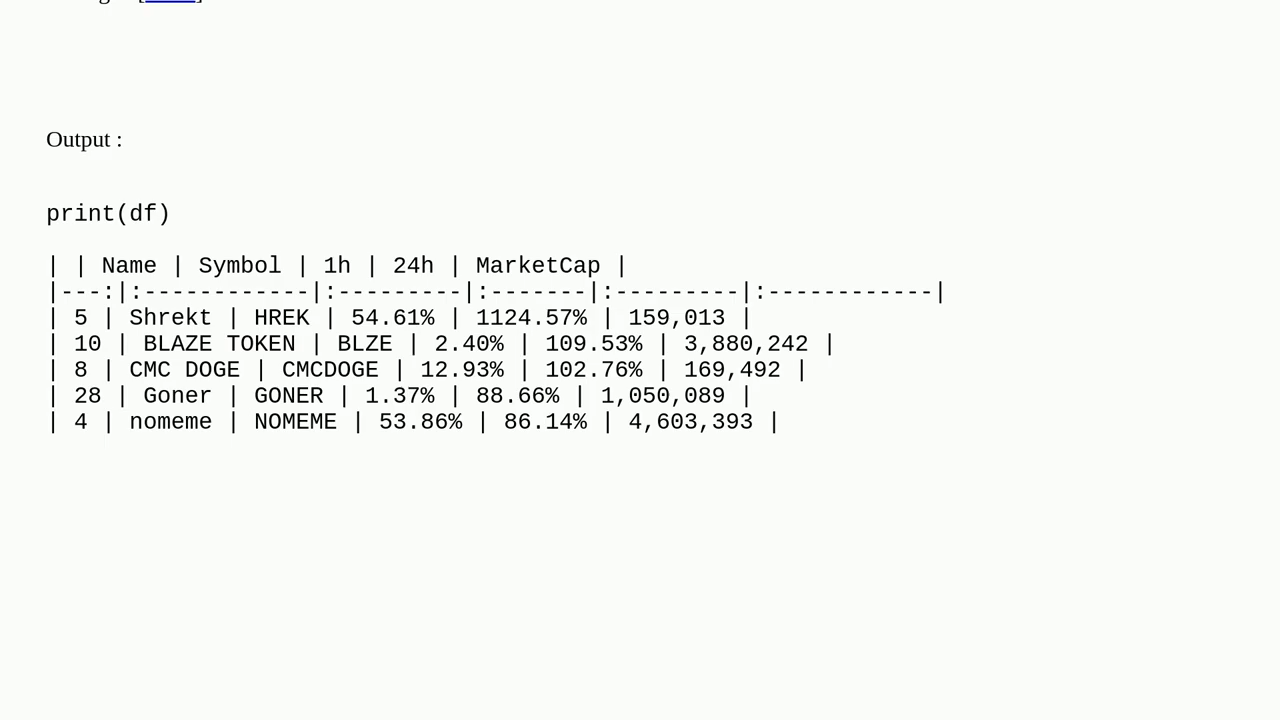 Output :
print(df)
| | Name | Symbol | 1h | 24h | MarketCap |
|---:|:------------|:---------|:-------|:---------|:------------|
| 5 | Shrekt | HREK | 54.61% | 1124.57% | 159,013 |
| 10 | BLAZE TOKEN | BLZE | 2.40% | 109.53% | 3,880,242 |
| 8 | CMC DOGE | CMCDOGE | 12.93% | 102.76% | 169,492 |
| 28 | Goner | GONER | 1.37% | 88.66% | 1,050,089 |
| 4 | nomeme | NOMEME | 53.86% | 86.14% | 4,603,393 |